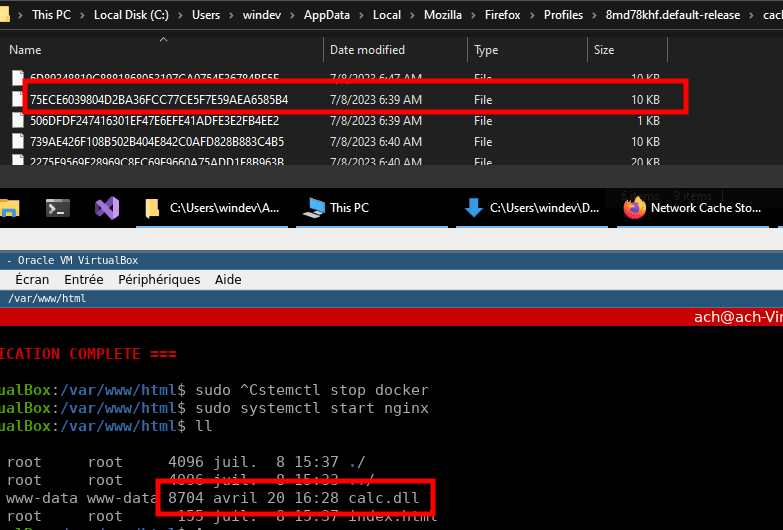 This PC > Local Disk (C:) > Users > windev > AppData > Local > Mozilla > Firefox > Profiles > 8md78khf.default-release > cac
Name Date modified Type Size
7/8/2023 6:47 AM File 10 KB
75ECE6039804D2BA36FCC77CE5F7E59AEA6585B4 7/8/2023 6:39 AM File 10 KB
506DFDF247416301EF47E6EFE41ADFE3E2FB4EE2 7/8/2023 6:39 AM File 1 KB
739AE426F108B502B404E842C0AFD828B883C4B5 7/8/2023 6:40 AM File 10 KB
7/8/2023 6:40 AM File 20 KB
6 items 9 items
C:\Users\windev\A... This PC C:\Users\windev\D... Network Cache Sto...
- Oracle VM VirtualBox
Écran Entrée Périphériques Aide
/var/www/html
ach@ach-Vir
ICATION COMPLETE ===
ualBox:/var/www/html$ sudo ^Cstemctl stop docker
ualBox:/var/www/html$ sudo systemctl start nginx
ualBox:/var/www/html$ ll
root root 4096 juil. 8 15:37 ./
root root 4096 juil. 8 15:33 ../
www-data www-data 8704 avril 20 16:28 calc.dll
root root 155 juil. 8 15:37 index.html